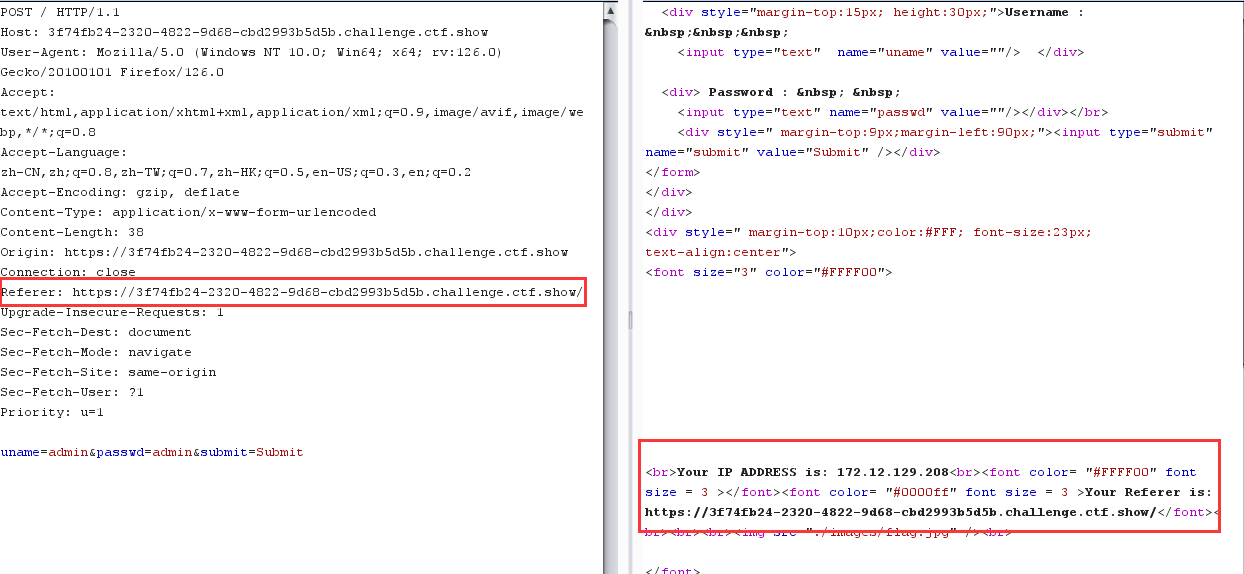 POST / HTTP/1.1
Host: 3f74fb24-2320-4822-9d68-cbd2993b5d5b.challenge.ctf.show
User-Agent: Mozilla/5.0 (Windows NT 10.0; Win64; x64; rv:126.0)
Gecko/20100101 Firefox/126.0
Accept:
text/html,application/xhtml+xml,application/xml;q=0.9,image/avif,image/we
bp,*/*;q=0.8
Accept-Language:
zh-CN,zh;q=0.8,zh-TW;q=0.7,zh-HK;q=0.5,en-US;q=0.3,en;q=0.2
Accept-Encoding: gzip, deflate
Content-Type: application/x-www-form-urlencoded
Content-Length: 38
Origin: https://3f74fb24-2320-4822-9d68-cbd2993b5d5b.challenge.ctf.show
Connection: close
Referer: https://3f74fb24-2320-4822-9d68-cbd2993b5d5b.challenge.ctf.show/
Upgrade-Insecure-Requests: 1
Sec-Fetch-Dest: document
Sec-Fetch-Mode: navigate
Sec-Fetch-Site: same-origin
Sec-Fetch-User: ?1
Priority: u=1
uname=admin&passwd=admin&submit=Submit
<div style="margin-top:15px; height:30px;">Username :
&nbsp;&nbsp;&nbsp;
<input type="text"  name="uname" value=""/>  </div>
<div> Password : &nbsp; &nbsp;
<input type="text" name="passwd" value=""/></div></br>
<div style=" margin-top:9px;margin-left:90px;"><input type="submit"
name="submit" value="Submit" /></div>
</form>
</div>
</div>
<div style=" margin-top:10px;color:#FFF; font-size:23px;
text-align:center">
<font size="3" color="#FFFF00">
<br>Your IP ADDRESS is: 172.12.129.208<br><font color= "#FFFF00" font
size = 3 ></font><font color= "#0000ff" font size = 3 >Your Referer is:
https://3f74fb24-2320-4822-9d68-cbd2993b5d5b.challenge.ctf.show/</font><
br><br><br><img src="./images/flag.jpg" /><br>
</font>